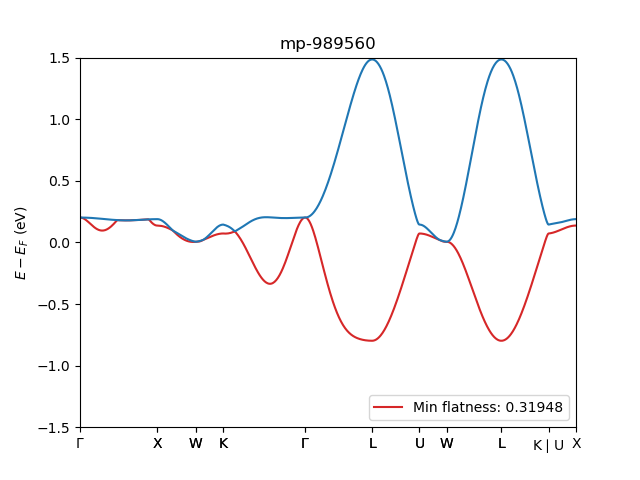 mp-989560
E − E_F (eV)
1.5
1.0
0.5
0.0
−0.5
−1.0
−1.5
Min flatness: 0.31948
Γ X W K Γ L U W L K | U X